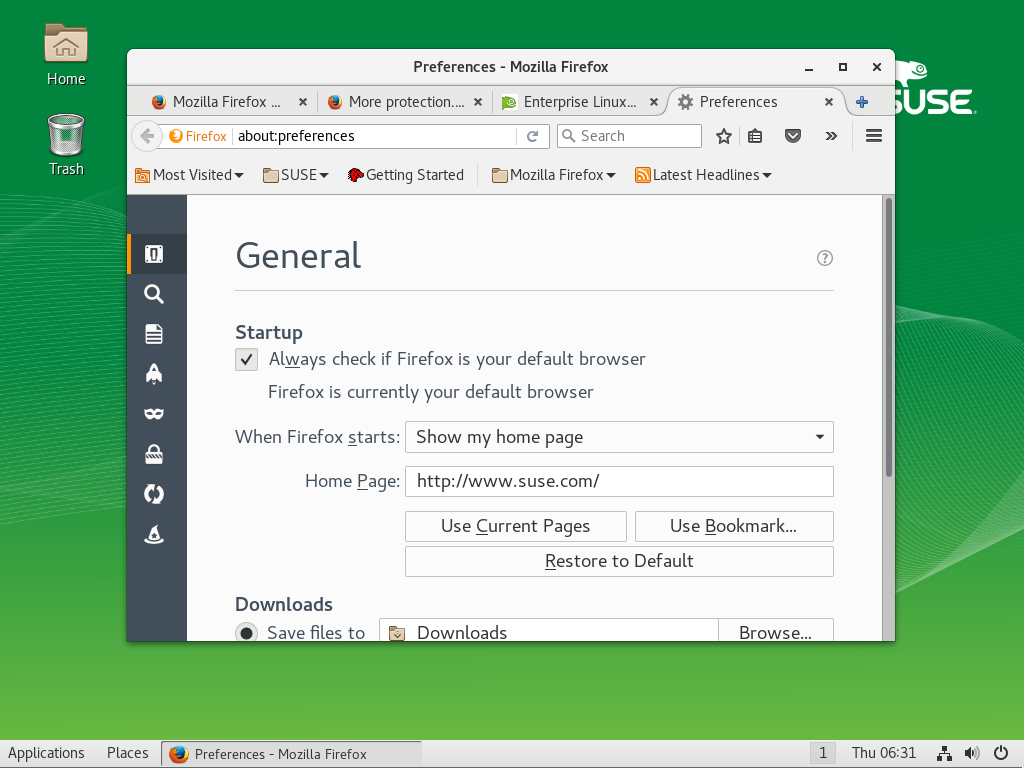 Home
Trash
SUSE
Preferences - Mozilla Firefox
Mozilla Firefox ...
More protection....
Enterprise Linux...
Preferences
Firefox
about:preferences
Search
Most Visited
SUSE
Getting Started
Mozilla Firefox
Latest Headlines
General
?
Startup
Always check if Firefox is your default browser
Firefox is currently your default browser
When Firefox starts: Show my home page
Home Page: http://www.suse.com/
Use Current Pages
Use Bookmark...
Restore to Default
Downloads
Save files to Downloads Browse...
Applications Places Preferences - Mozilla Firefox 1 Thu 06:31